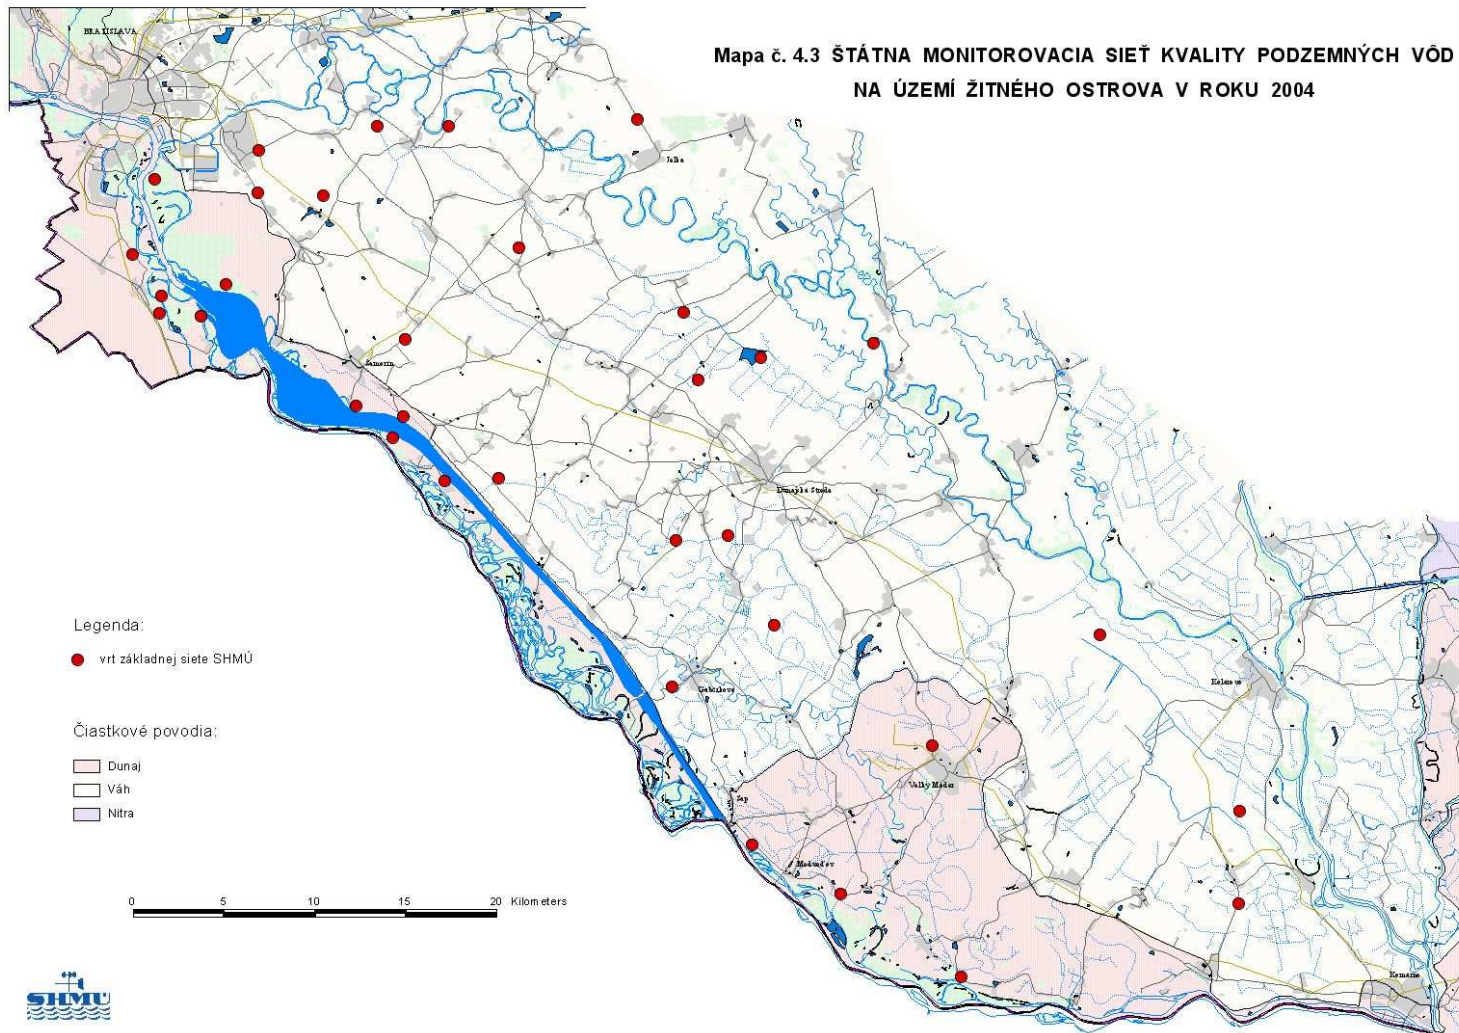 Mapa č. 4.3 ŠTÁTNA MONITOROVACIA SIEŤ KVALITY PODZEMNÝCH VÔD
NA ÚZEMÍ ŽITNÉHO OSTROVA V ROKU 2004
BRATISLAVA
Jelka
Šamorín
Dunajská Streda
Gabčíkovo
Kolárovo
Veľký Meder
Sap
Medveďov
Komárno
Legenda:
vrt základnej siete SHMÚ
Čiastkové povodia:
Dunaj
Váh
Nitra
0 5 10 15 20 Kilometers
SHMÚ